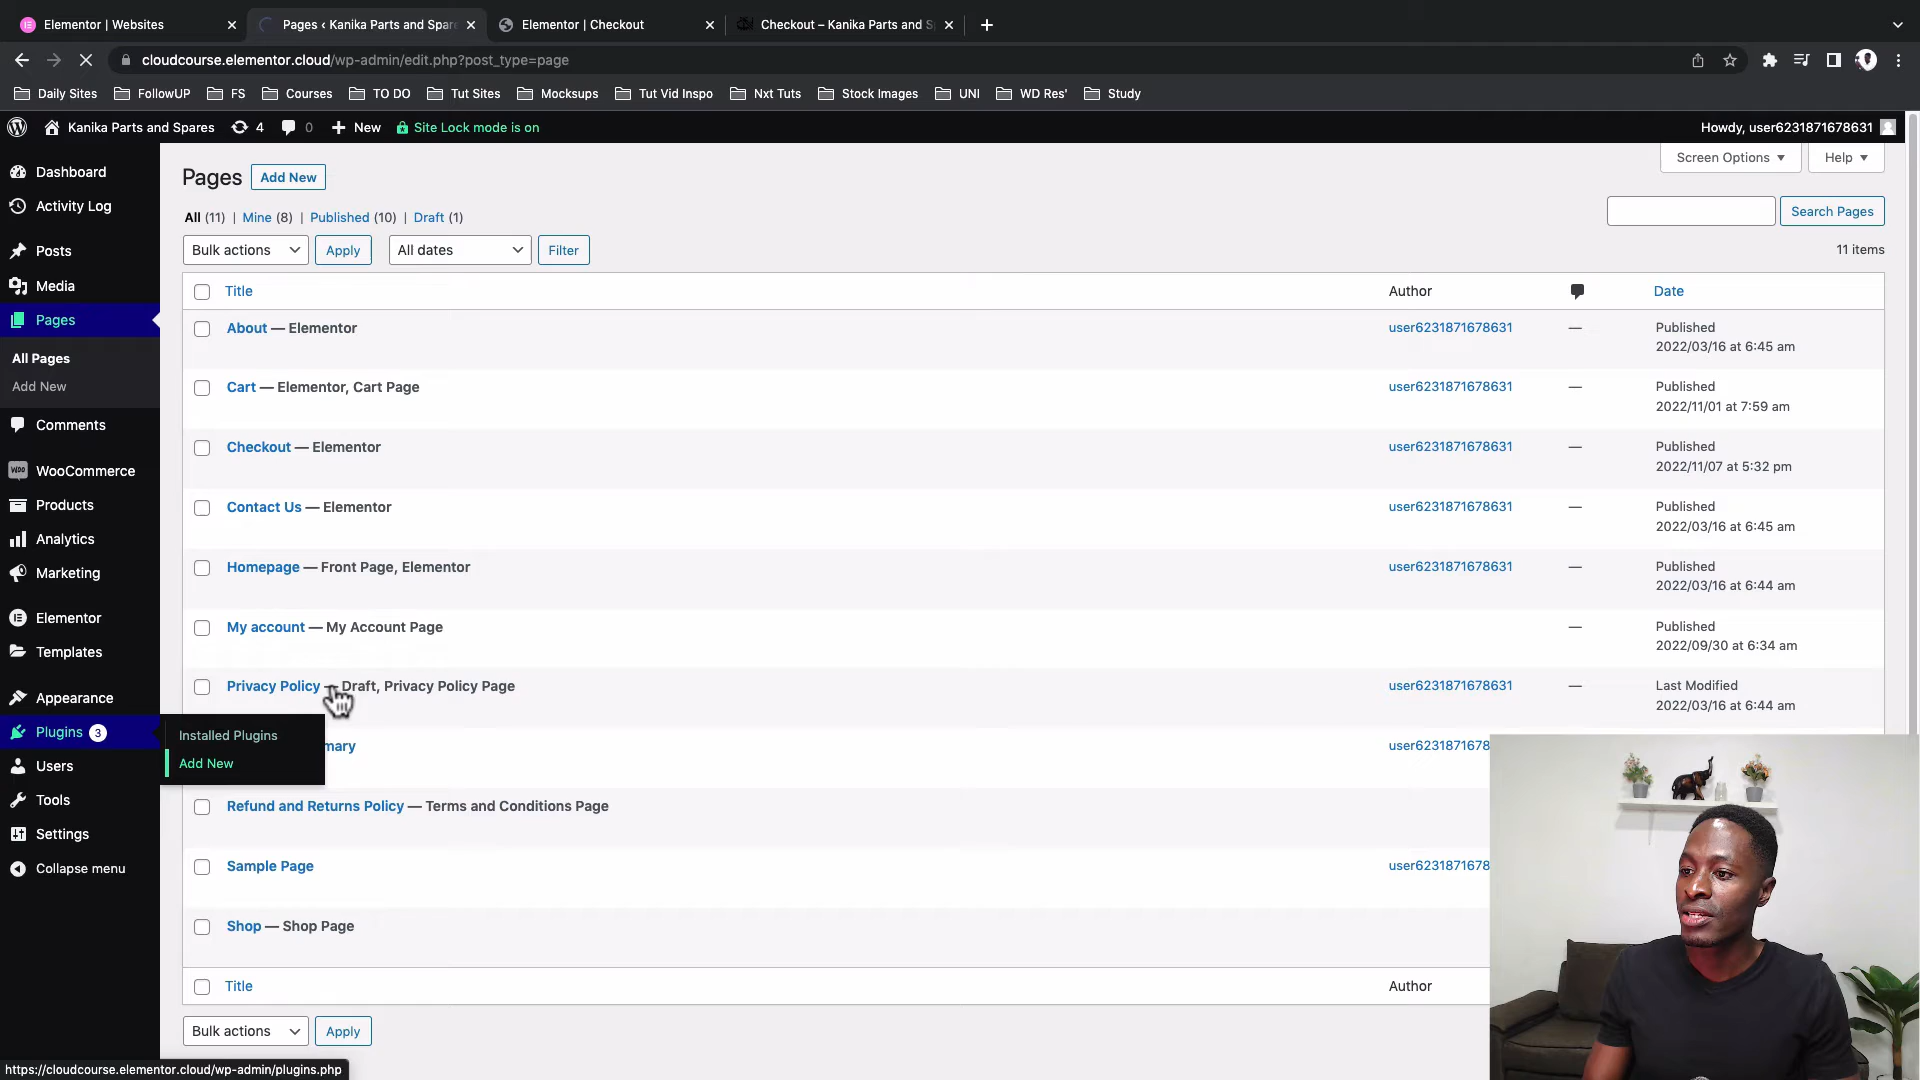 Elementor | Websites
Pages ‹ Kanika Parts and Spare
Elementor | Checkout
Checkout – Kanika Parts and S
cloudcourse.elementor.cloud/wp-admin/edit.php?post_type=page
Daily Sites
FollowUP
FS
Courses
TO DO
Tut Sites
Mocksups
Tut Vid Inspo
Nxt Tuts
Stock Images
UNI
WD Res'
Study
Kanika Parts and Spares
4
0
New
Site Lock mode is on
Howdy, user6231871678631
Dashboard
Activity Log
Posts
Media
Pages
All Pages
Add New
Comments
WooCommerce
Products
Analytics
Marketing
Elementor
Templates
Appearance
Plugins 3
Users
Tools
Settings
Collapse menu
Installed Plugins
Add New
Pages Add New
Screen Options
Help
All (11) | Mine (8) | Published (10) | Draft (1)
Search Pages
Bulk actions Apply All dates Filter
11 items
Title Author Date
About — Elementor user6231871678631 — Published
2022/03/16 at 6:45 am
Cart — Elementor, Cart Page user6231871678631 — Published
2022/11/01 at 7:59 am
Checkout — Elementor user6231871678631 — Published
2022/11/07 at 5:32 pm
Contact Us — Elementor user6231871678631 — Published
2022/03/16 at 6:45 am
Homepage — Front Page, Elementor user6231871678631 — Published
2022/03/16 at 6:44 am
My account — My Account Page — Published
2022/09/30 at 6:34 am
Privacy Policy — Draft, Privacy Policy Page user6231871678631 — Last Modified
2022/03/16 at 6:44 am
mary user6231871678
Refund and Returns Policy — Terms and Conditions Page
Sample Page user6231871678
Shop — Shop Page
Title Author
Bulk actions Apply
https://cloudcourse.elementor.cloud/wp-admin/plugins.php